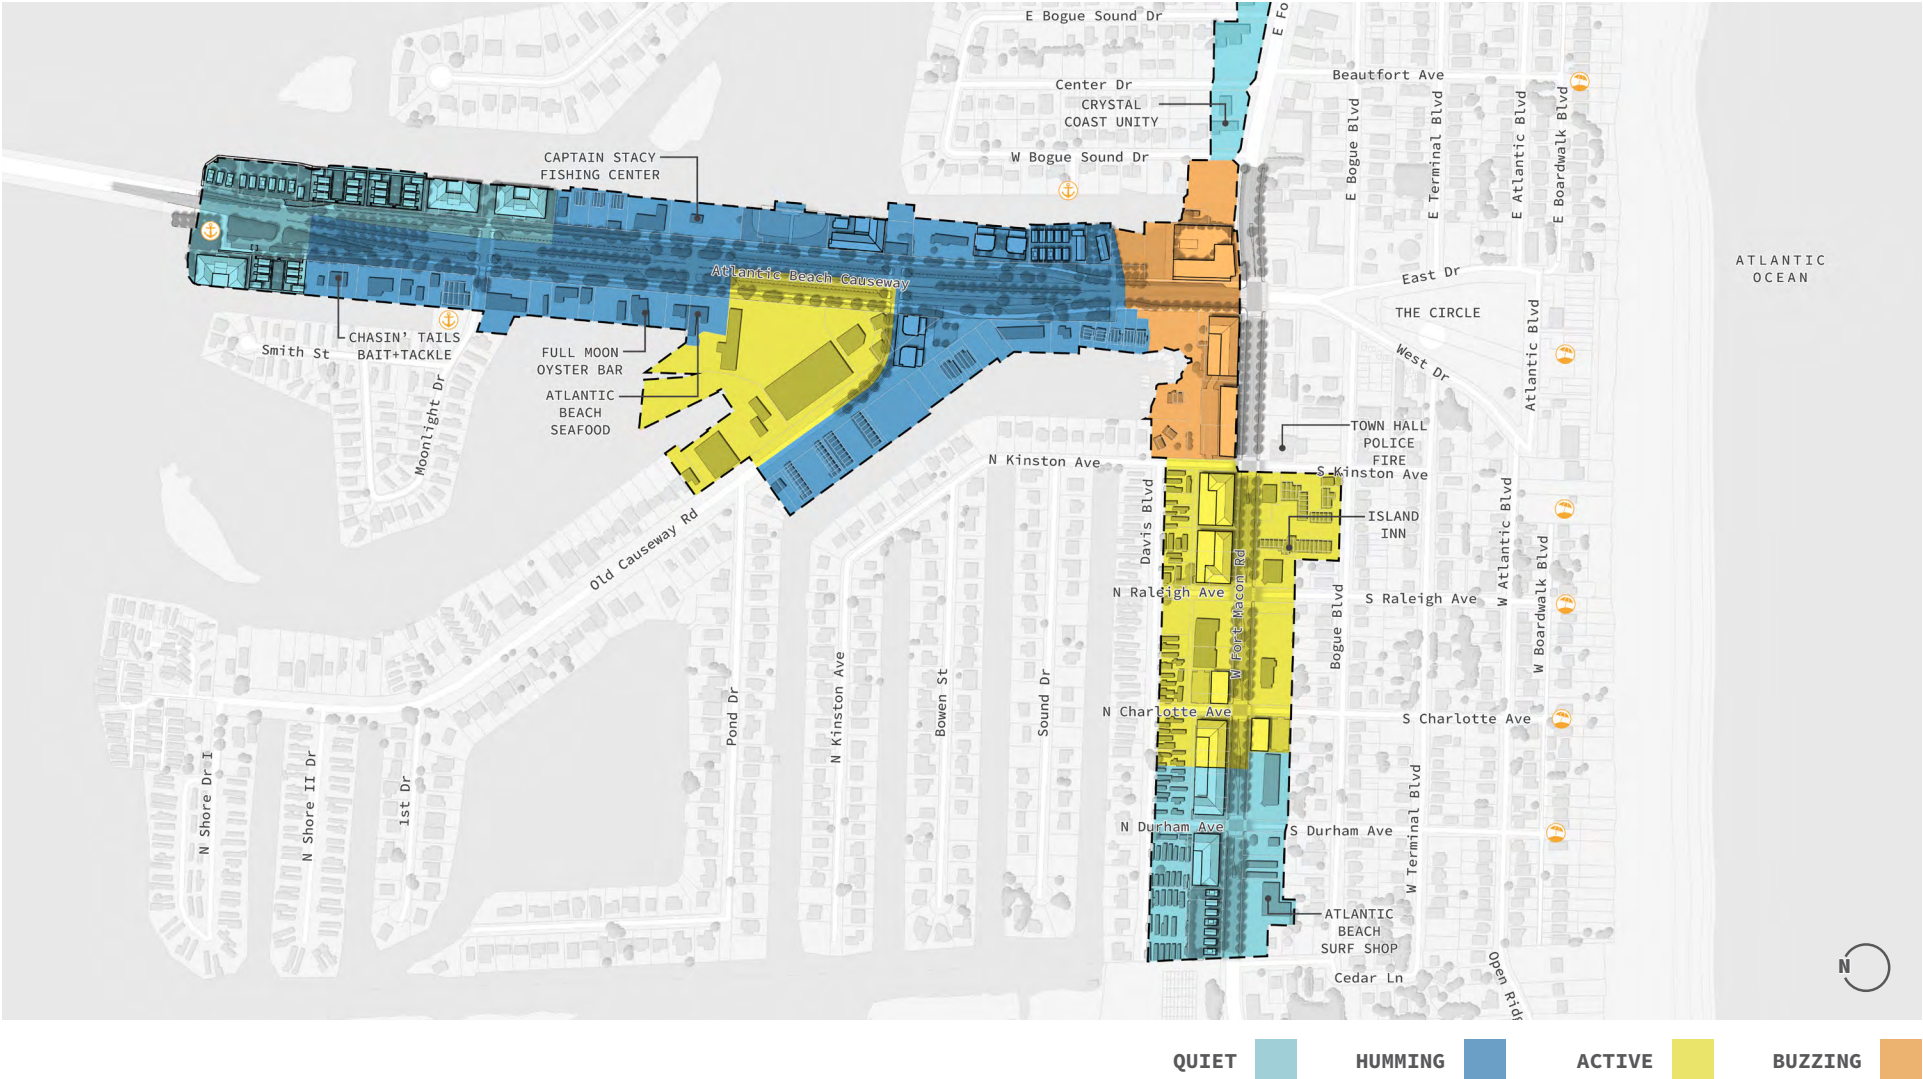 E Bogue Sound Dr
E Fo
Beautfort Ave
Center Dr
CRYSTAL
COAST UNITY
W Bogue Sound Dr
E Bogue Blvd
E Terminal Blvd
E Atlantic Blvd
E Boardwalk Blvd
CAPTAIN STACY
FISHING CENTER
Atlantic Beach Causeway
East Dr
THE CIRCLE
West Dr
Atlantic Blvd
ATLANTIC
OCEAN
CHASIN' TAILS
BAIT+TACKLE
Smith St
Moonlight Dr
FULL MOON
OYSTER BAR
ATLANTIC
BEACH
SEAFOOD
TOWN HALL
POLICE
FIRE
S Kinston Ave
N Kinston Ave
Davis Blvd
ISLAND
INN
Old Causeway Rd
W Fort Macon Rd
N Raleigh Ave
S Raleigh Ave
Bogue Blvd
W Atlantic Blvd
W Boardwalk Blvd
Pond Dr
N Kinston Ave
Bowen St
Sound Dr
N Charlotte Ave
S Charlotte Ave
N Shore Dr I
N Shore II Dr
1st Dr
N Durham Ave
S Durham Ave
W Terminal Blvd
ATLANTIC
BEACH
SURF SHOP
Cedar Ln
Open Ridg
N
QUIET
HUMMING
ACTIVE
BUZZING